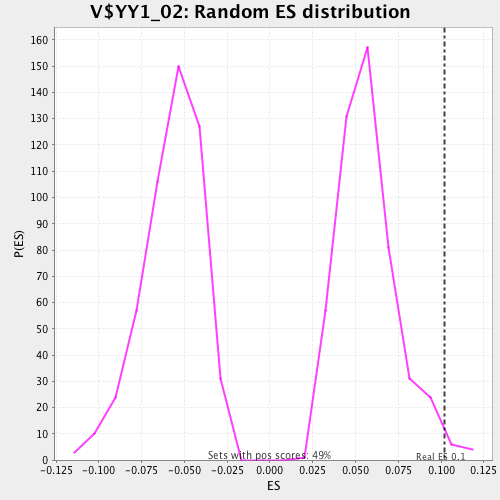 V$YY1_02: Random ES distribution
160
150
140
130
120
110
100
90
80
70
60
50
40
30
20
10
0
P(ES)
Sets with pos scores: 49%
Real ES 0.1
-0.125 -0.100 -0.075 -0.050 -0.025 0.000 0.025 0.050 0.075 0.100 0.125
ES